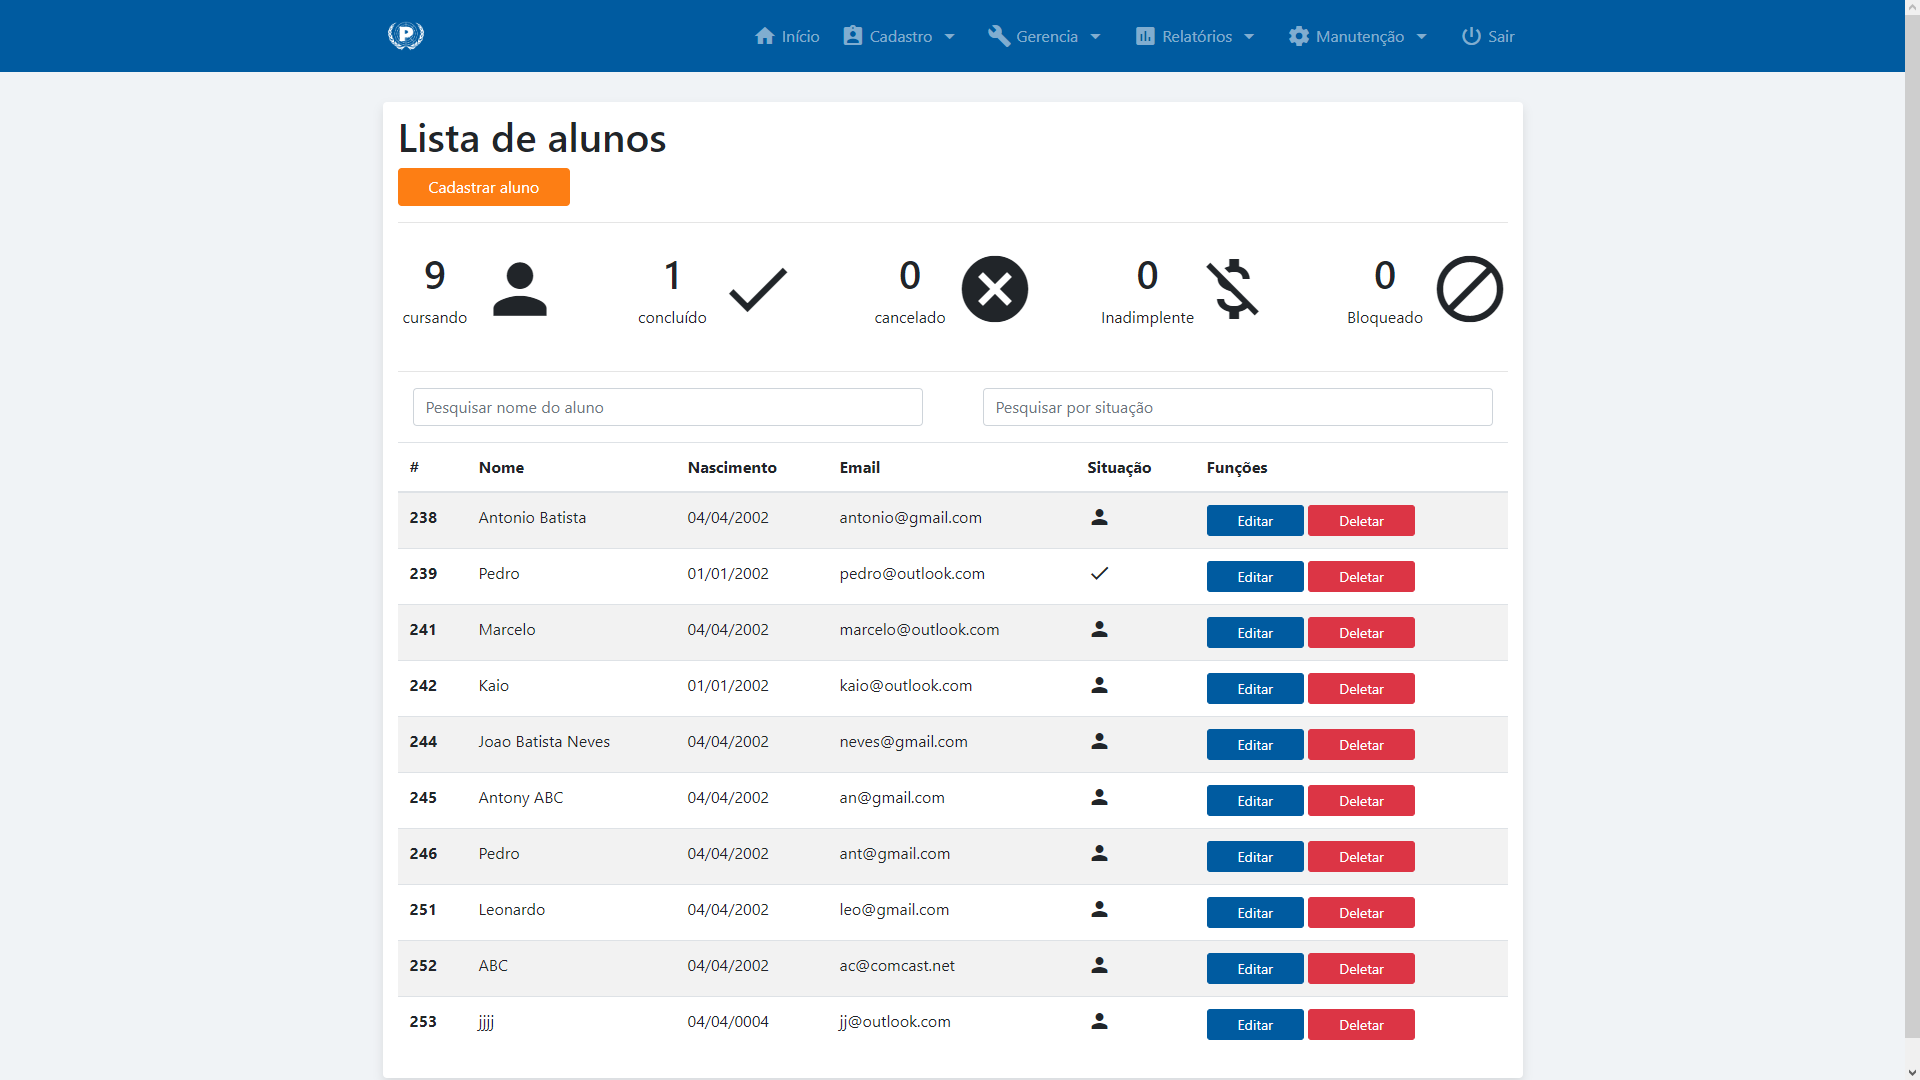 P Início Cadastro Gerencia Relatórios Manutenção Sair
Lista de alunos
Cadastrar aluno
9 1 0 0 0
cursando concluído cancelado Inadimplente Bloqueado
Pesquisar nome do aluno Pesquisar por situação
# Nome Nascimento Email Situação Funções
238 Antonio Batista 04/04/2002 antonio@gmail.com Editar Deletar
239 Pedro 01/01/2002 pedro@outlook.com Editar Deletar
241 Marcelo 04/04/2002 marcelo@outlook.com Editar Deletar
242 Kaio 01/01/2002 kaio@outlook.com Editar Deletar
244 Joao Batista Neves 04/04/2002 neves@gmail.com Editar Deletar
245 Antony ABC 04/04/2002 an@gmail.com Editar Deletar
246 Pedro 04/04/2002 ant@gmail.com Editar Deletar
251 Leonardo 04/04/2002 leo@gmail.com Editar Deletar
252 ABC 04/04/2002 ac@comcast.net Editar Deletar
253 jjjj 04/04/0004 jj@outlook.com Editar Deletar